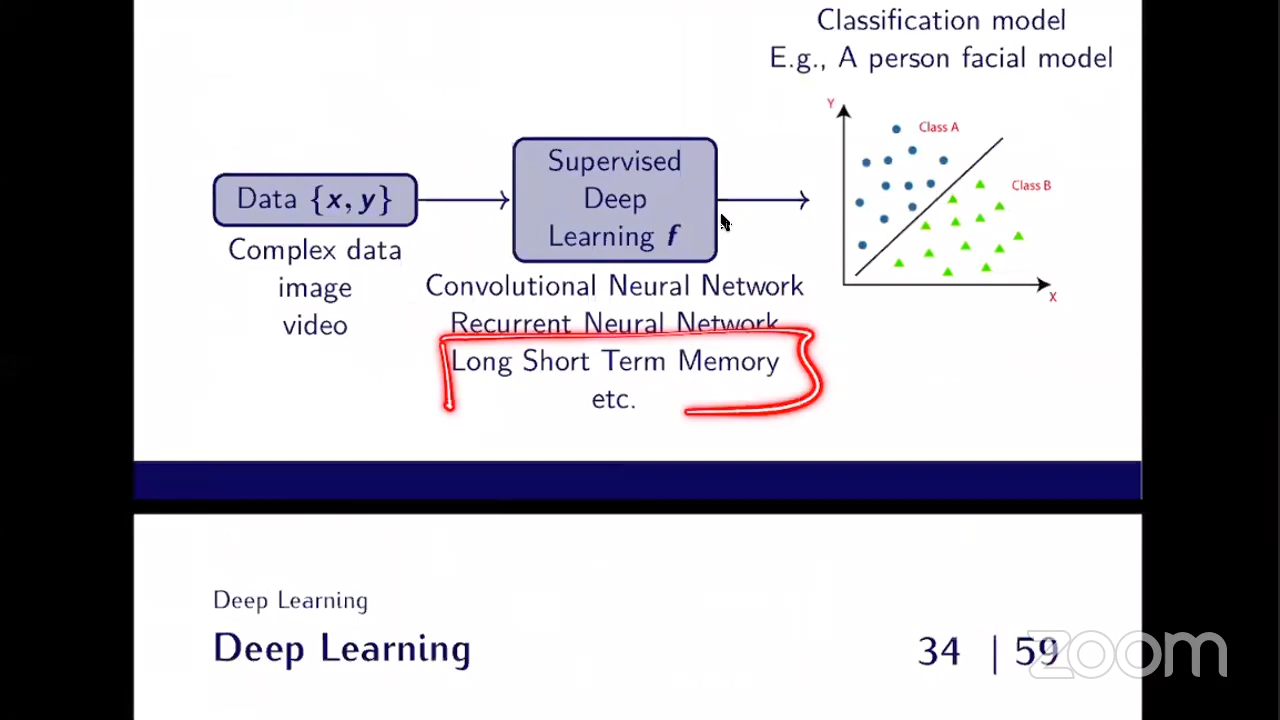 Classification model
E.g., A person facial model
Y
Class A
Class B
X
Data {x, y}
Complex data
image
video
Supervised
Deep
Learning f
Convolutional Neural Network
Recurrent Neural Network
Long Short Term Memory
etc.
Deep Learning
Deep Learning
34 | 59
zoom